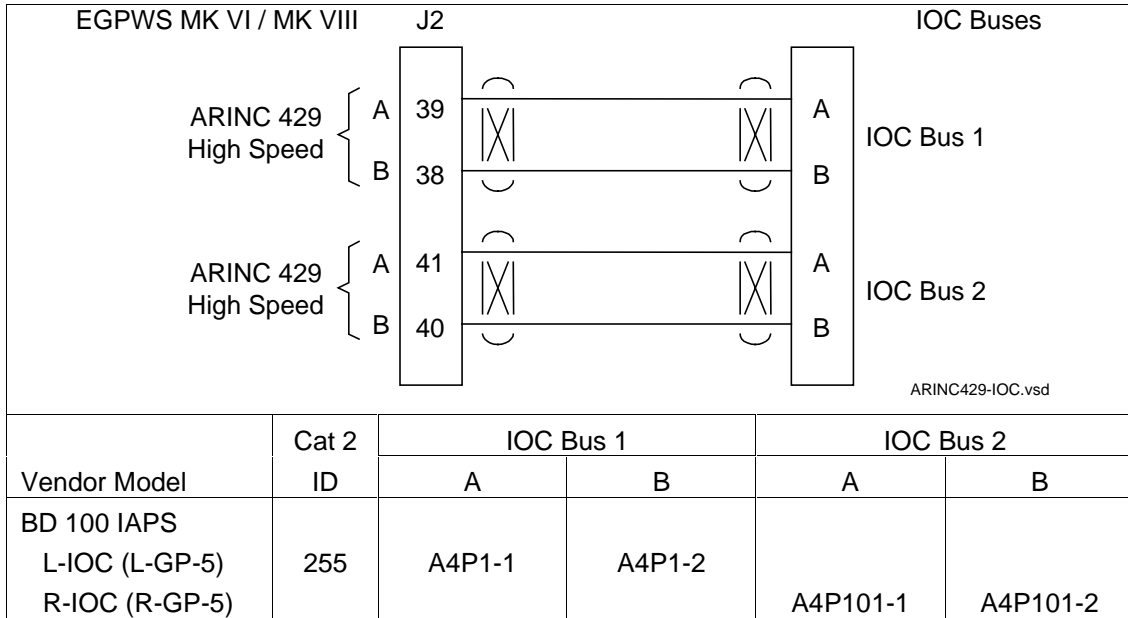 EGPWS MK VI / MK VIII J2 IOC Buses
ARINC 429
High Speed
A 39 A
IOC Bus 1
B 38 B
ARINC 429
High Speed
A 41 A
IOC Bus 2
B 40 B
ARINC429-IOC.vsd
Cat 2 IOC Bus 1 IOC Bus 2
Vendor Model ID A B A B
BD 100 IAPS
L-IOC (L-GP-5) 255 A4P1-1 A4P1-2
R-IOC (R-GP-5) A4P101-1 A4P101-2